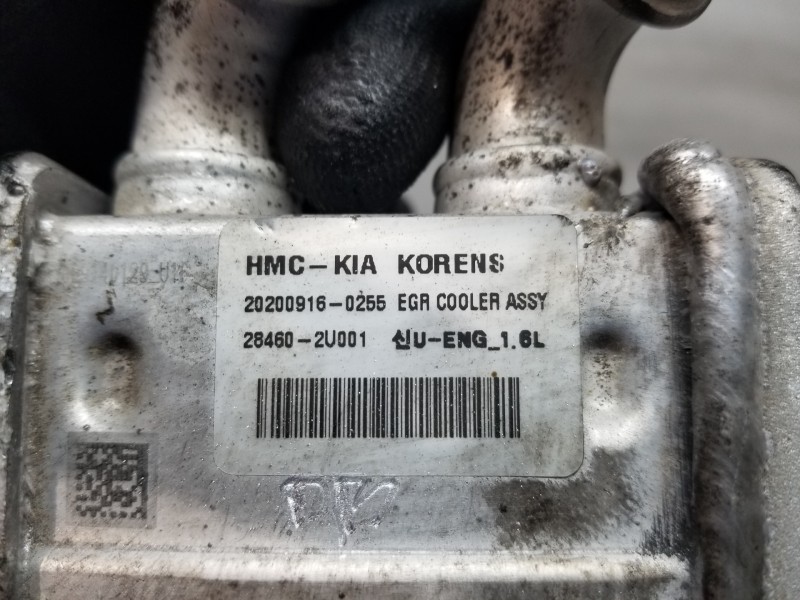 HMC-KIA KORENS
20200916-0255 EGR COOLER ASSY
28460-2U001 신U-ENG_1.6L